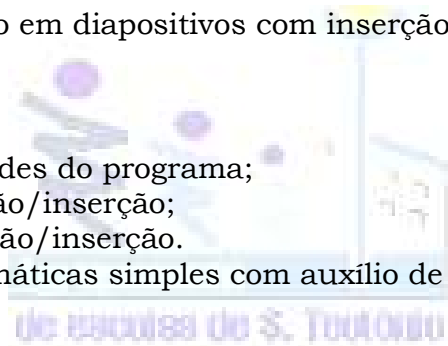 o em diapositivos com inserção
des do programa;
ão/inserção;
ão/inserção.
náticas simples com auxílio de
de escolas de S. Teotónio